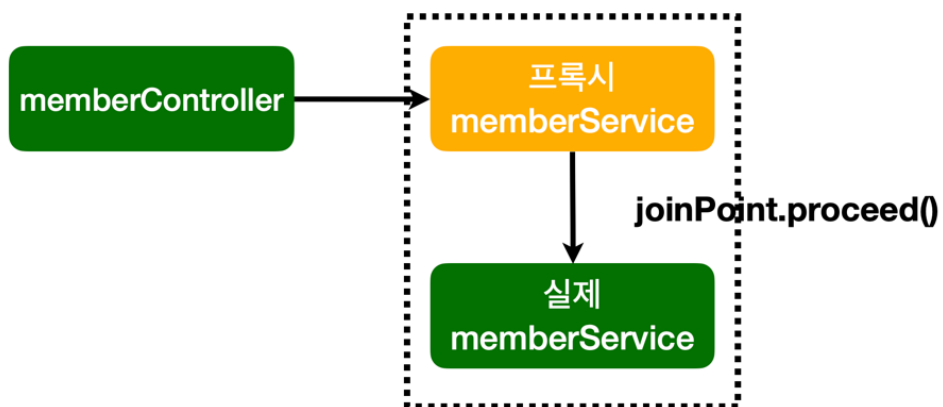 memberController
프록시
memberService
joinPoint.proceed()
실제
memberService